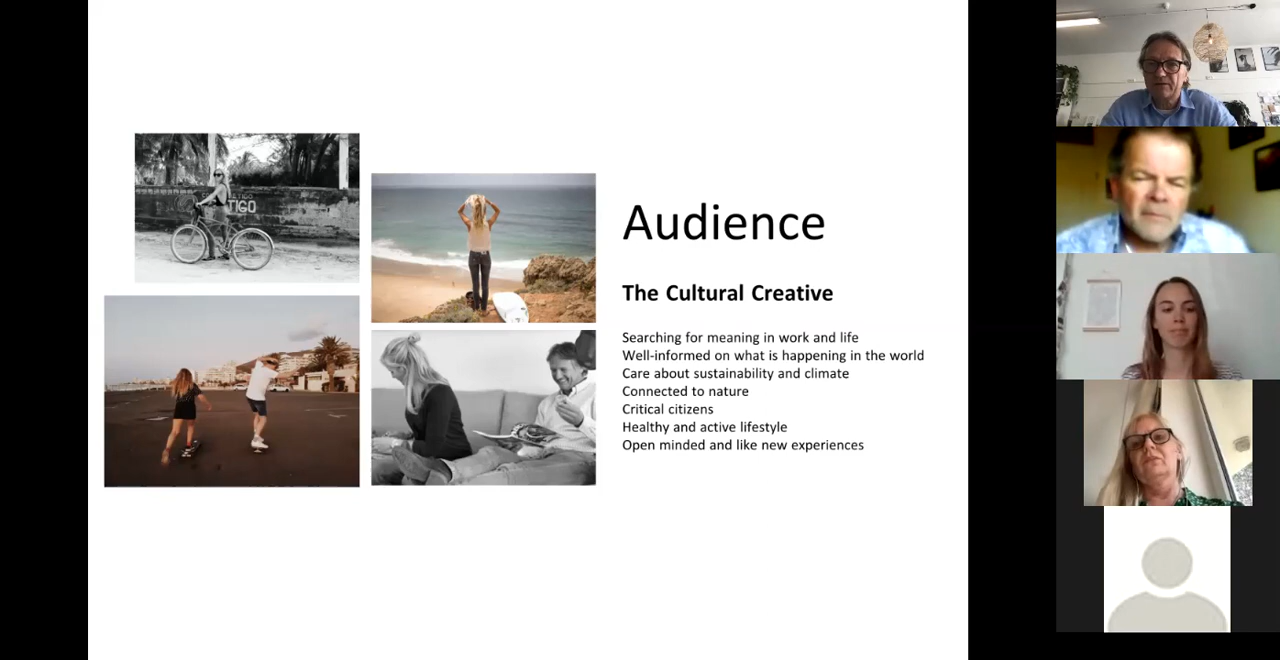 TIGO
Audience
The Cultural Creative
Searching for meaning in work and life
Well-informed on what is happening in the world
Care about sustainability and climate
Connected to nature
Critical citizens
Healthy and active lifestyle
Open minded and like new experiences